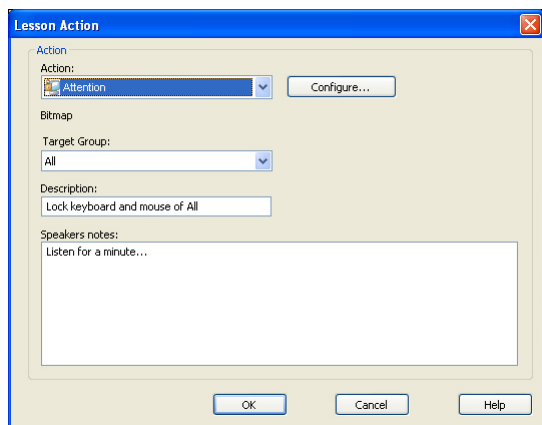 Lesson Action
Action
Action:
Attention
Configure...
Bitmap
Target Group:
All
Description:
Lock keyboard and mouse of All
Speakers notes:
Listen for a minute...
OK Cancel Help